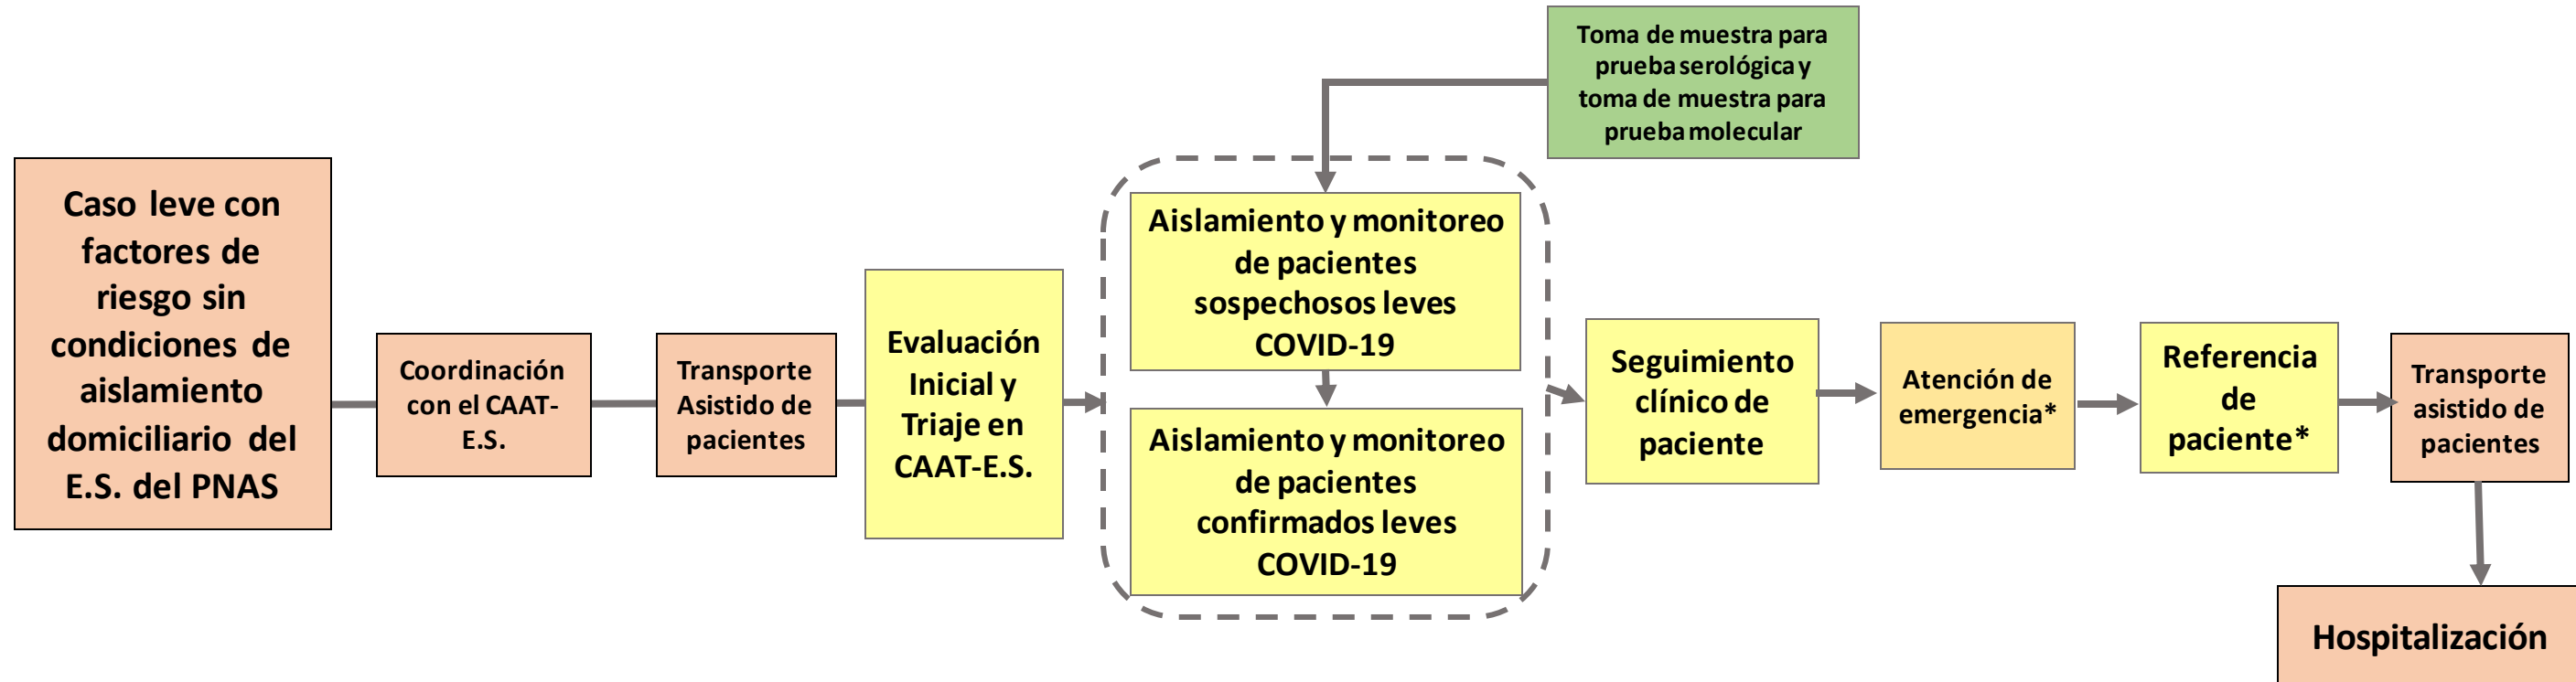 Toma de muestra para
prueba serológica y
toma de muestra para
prueba molecular
Caso leve con
factores de
riesgo sin
condiciones de
aislamiento
domiciliario del
E.S. del PNAS
Coordinación
con el CAAT-
E.S.
Transporte
Asistido de
pacientes
Evaluación
Inicial y
Triaje en
CAAT-E.S.
Aislamiento y monitoreo
de pacientes
sospechosos leves
COVID-19
Aislamiento y monitoreo
de pacientes
confirmados leves
COVID-19
Seguimiento
clínico de
paciente
Atención de
emergencia*
Referencia
de
paciente*
Transporte
asistido de
pacientes
Hospitalización